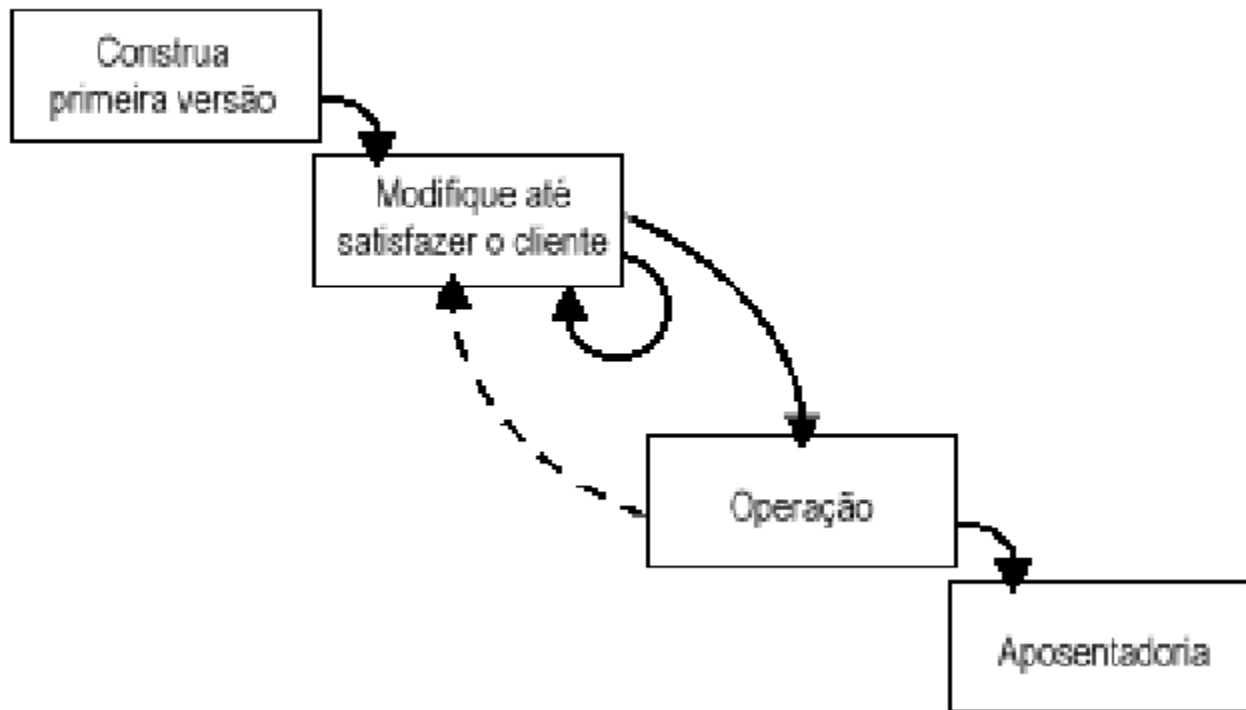 Construa
primeira versão
Modifique até
satisfazer o cliente
Operação
Aposentadoria